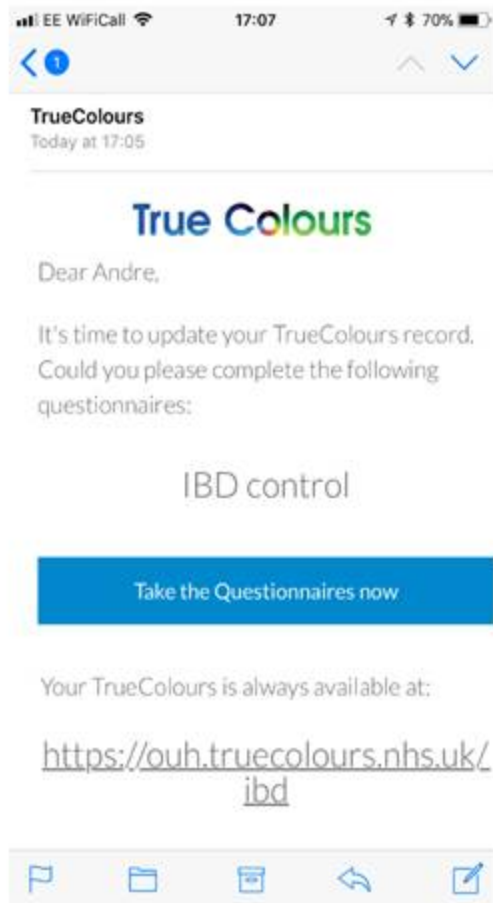 EE WiFiCall 17:07 70%
1
TrueColours
Today at 17:05
True Colours
Dear Andre,
It's time to update your TrueColours record.
Could you please complete the following
questionnaires:
IBD control
Take the Questionnaires now
Your TrueColours is always available at:
https://ouh.truecolours.nhs.uk/
ibd